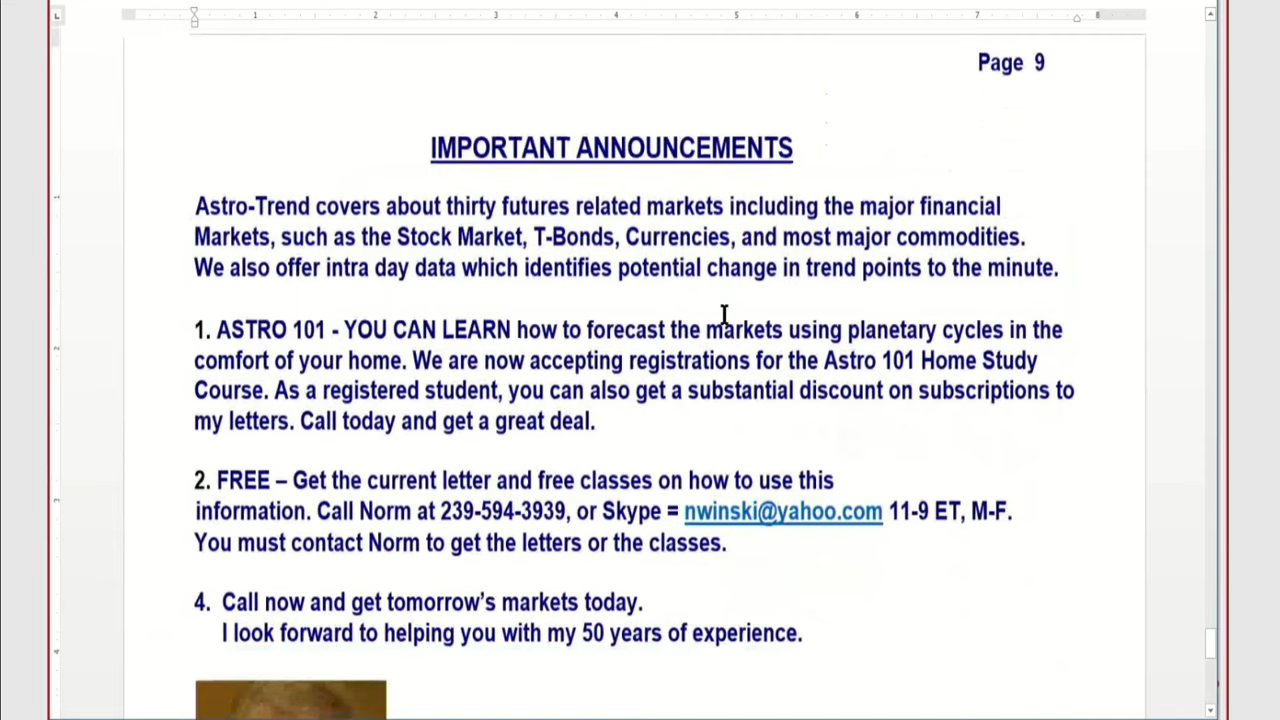 1 2 3 4 5 6 7 8
Page 9
IMPORTANT ANNOUNCEMENTS
Astro-Trend covers about thirty futures related markets including the major financial
Markets, such as the Stock Market, T-Bonds, Currencies, and most major commodities.
We also offer intra day data which identifies potential change in trend points to the minute.
1. ASTRO 101 - YOU CAN LEARN how to forecast the markets using planetary cycles in the
comfort of your home. We are now accepting registrations for the Astro 101 Home Study
Course. As a registered student, you can also get a substantial discount on subscriptions to
my letters. Call today and get a great deal.
2. FREE – Get the current letter and free classes on how to use this
information. Call Norm at 239-594-3939, or Skype = nwinski@yahoo.com 11-9 ET, M-F.
You must contact Norm to get the letters or the classes.
4. Call now and get tomorrow’s markets today.
I look forward to helping you with my 50 years of experience.